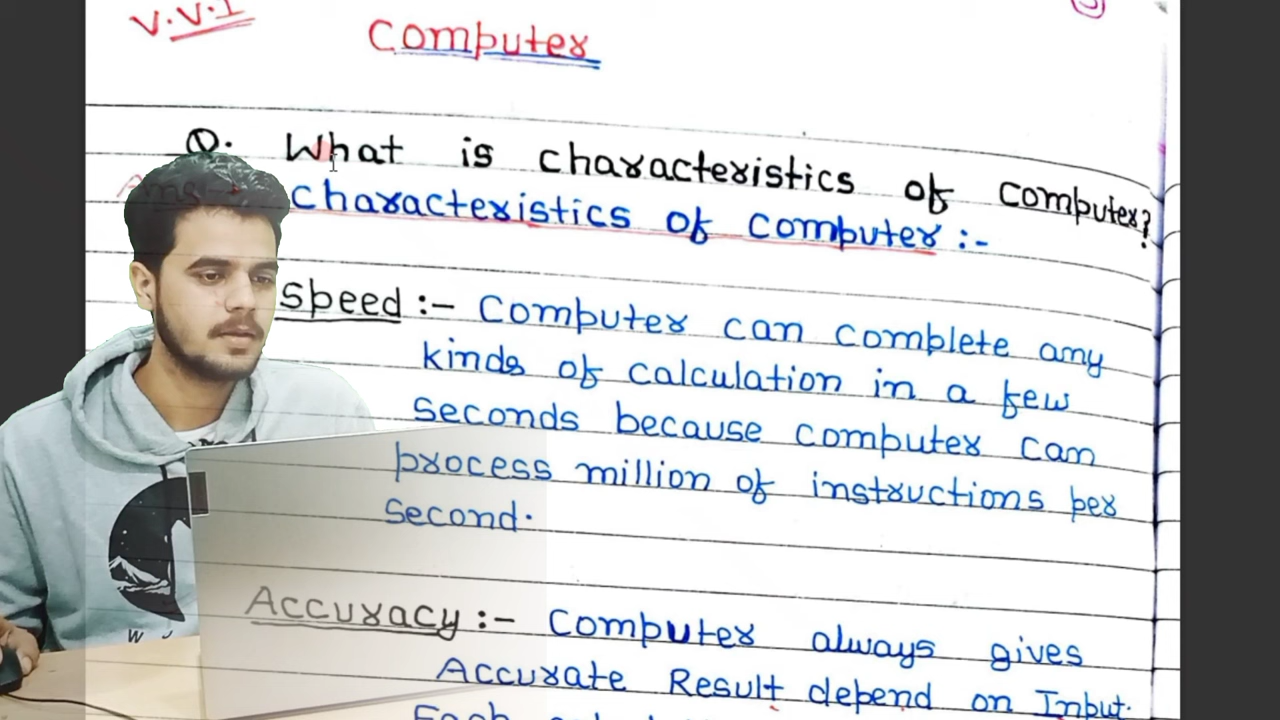 V.V.I
Computer
Q. What is characteristics of computer?
Ans:-
Characteristics of computer :-
Speed :- Computer can complete any
kinds of calculation in a few
seconds because computer can
process million of instructions per
second.
Accuracy :- Computer always gives
Accurate Result depend on Input.
Each